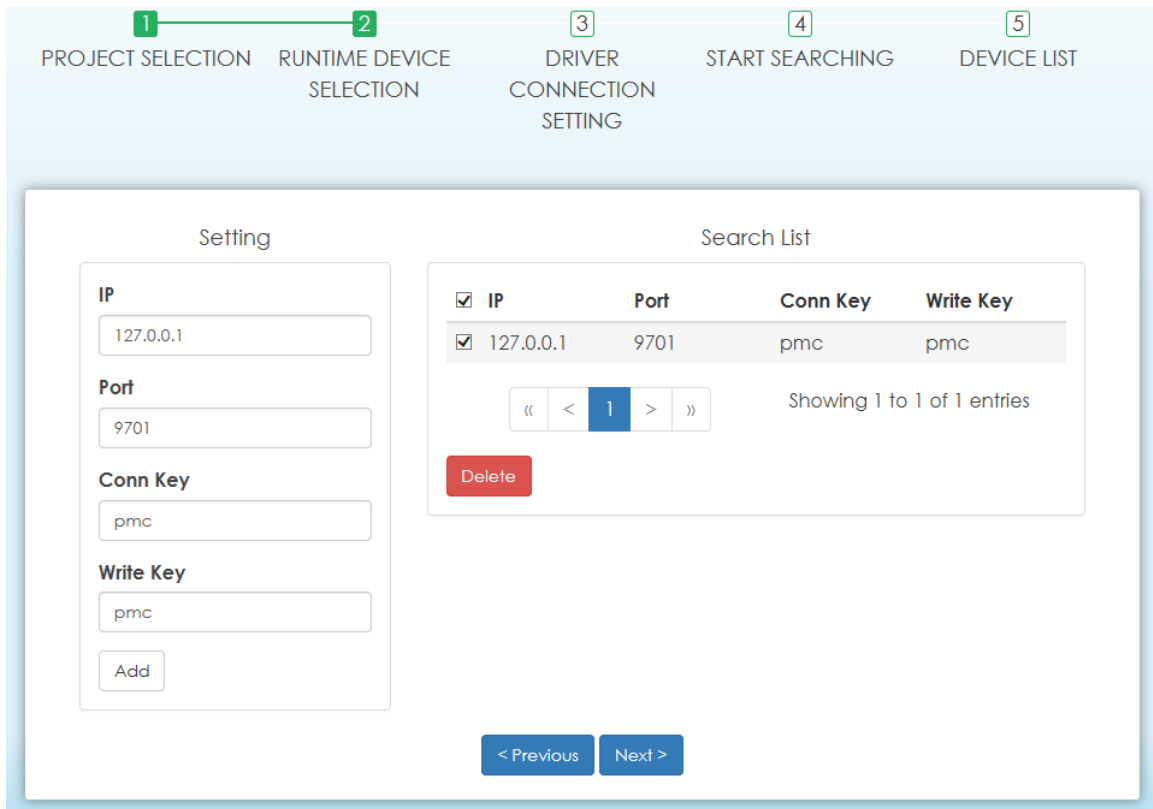 1 2 3 4 5
PROJECT SELECTION RUNTIME DEVICE DRIVER START SEARCHING DEVICE LIST
SELECTION CONNECTION
SETTING
Setting
IP
127.0.0.1
Port
9701
Conn Key
pmc
Write Key
pmc
Add
Search List
IP Port Conn Key Write Key
127.0.0.1 9701 pmc pmc
« < 1 > » Showing 1 to 1 of 1 entries
Delete
< Previous Next >